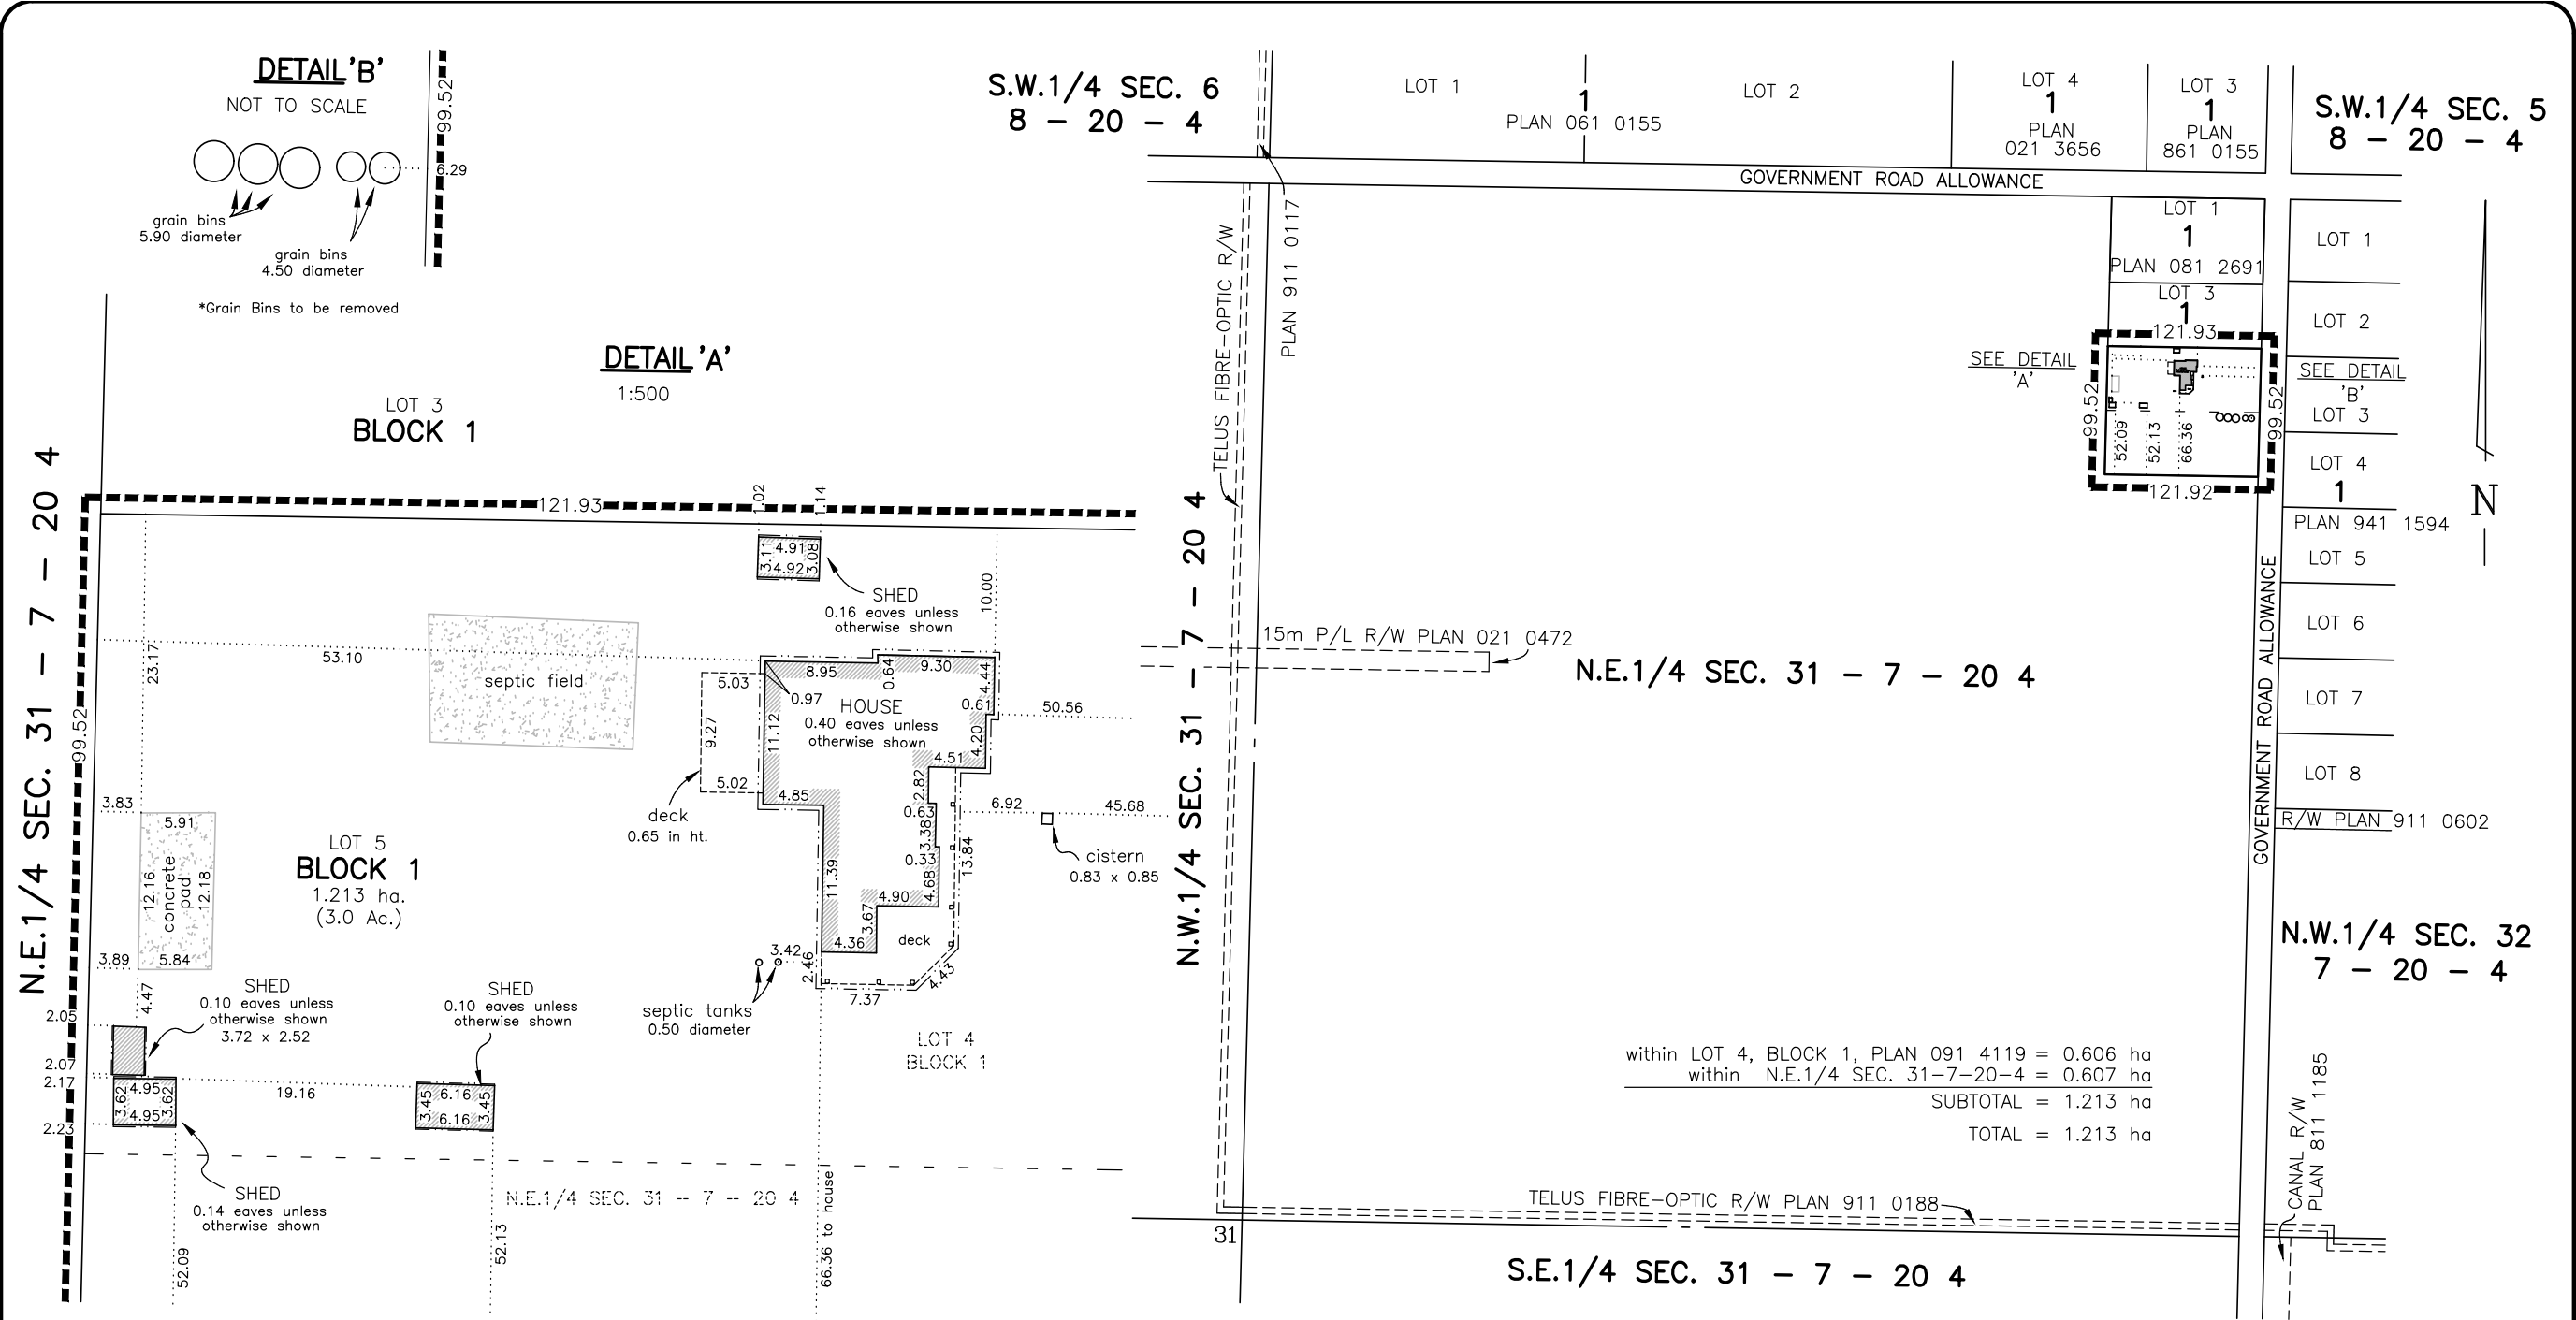 DETAIL 'B'
NOT TO SCALE
99.52
6.29
grain bins
5.90 diameter
grain bins
4.50 diameter
*Grain Bins to be removed
DETAIL 'A'
1:500
LOT 3
BLOCK 1
N.E.1/4 SEC. 31 - 7 - 20 4
99.52
121.93
1.02
1.14
3.11
4.91
3.08
4.92
SHED
0.16 eaves unless
otherwise shown
10.00
23.17
53.10
septic field
8.95
0.64
9.30
4.44
5.03
0.97
HOUSE
0.40 eaves unless
otherwise shown
0.61
50.56
9.27
11.12
4.20
4.51
5.02
4.85
2.82
deck
0.65 in ht.
3.83
5.91
12.16
concrete
pad
12.18
3.89
5.84
LOT 5
BLOCK 1
1.213 ha.
(3.0 Ac.)
0.63
3.38
0.33
13.84
6.92
45.68
cistern
0.83 x 0.85
11.39
4.68
4.90
3.67
4.36
deck
3.42
2.46
7.37
4.43
septic tanks
0.50 diameter
4.47
SHED
0.10 eaves unless
otherwise shown
3.72 x 2.52
SHED
0.10 eaves unless
otherwise shown
2.05
2.07
2.17
2.23
4.95
3.62
3.62
4.95
19.16
3.45
6.16
3.45
6.16
LOT 4
BLOCK 1
SHED
0.14 eaves unless
otherwise shown
N.E.1/4 SEC. 31 -- 7 -- 20 4
52.09
52.13
66.36 to house
S.W.1/4 SEC. 6
8 - 20 - 4
LOT 1
1
PLAN 061 0155
LOT 2
LOT 4
1
PLAN
021 3656
LOT 3
1
PLAN
861 0155
S.W.1/4 SEC. 5
8 - 20 - 4
GOVERNMENT ROAD ALLOWANCE
TELUS FIBRE-OPTIC R/W
PLAN 911 0117
LOT 1
1
PLAN 081 2691
LOT 3
1
121.93
SEE DETAIL
'A'
99.52
99.52
52.09
52.13
66.36
121.92
LOT 1
LOT 2
SEE DETAIL
'B'
LOT 3
LOT 4
1
PLAN 941 1594
LOT 5
LOT 6
LOT 7
LOT 8
R/W PLAN 911 0602
N
N.W.1/4 SEC. 31 - 7 - 20 4
15m P/L R/W PLAN 021 0472
N.E.1/4 SEC. 31 - 7 - 20 4
GOVERNMENT ROAD ALLOWANCE
N.W.1/4 SEC. 32
7 - 20 - 4
within LOT 4, BLOCK 1, PLAN 091 4119 = 0.606 ha
within N.E.1/4 SEC. 31-7-20-4 = 0.607 ha
SUBTOTAL = 1.213 ha
TOTAL = 1.213 ha
TELUS FIBRE-OPTIC R/W PLAN 911 0188
CANAL R/W
PLAN 811 1185
31
S.E.1/4 SEC. 31 - 7 - 20 4